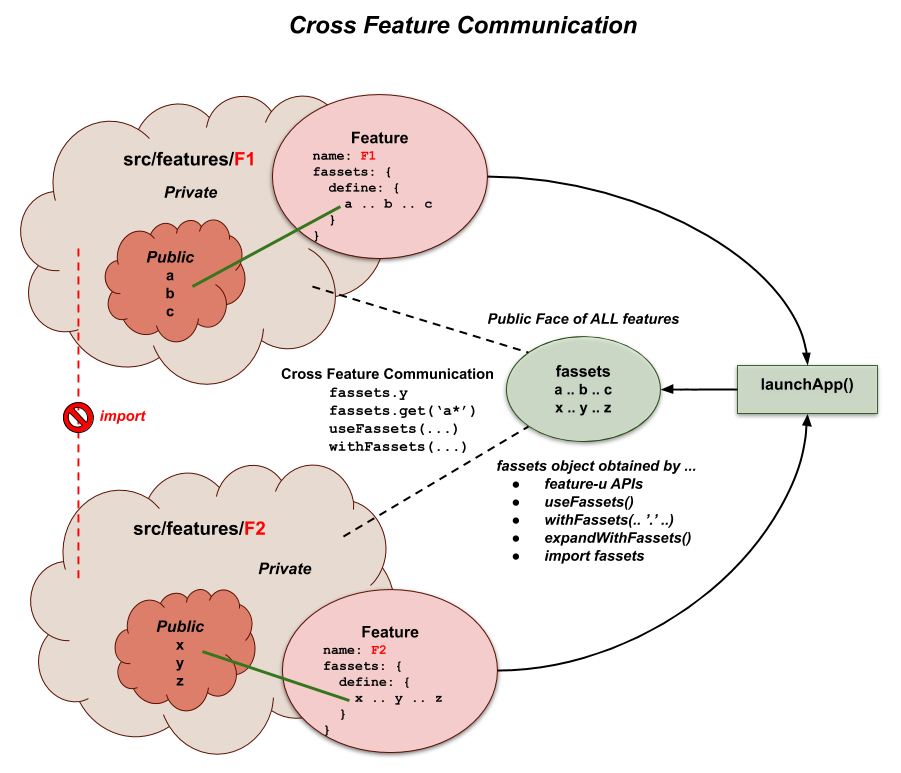 Cross Feature Communication
src/features/F1
Private
Public
a
b
c
Feature
name: F1
fassets: {
define: {
a .. b .. c
}
}
Public Face of ALL features
fassets
a .. b .. c
x .. y .. z
launchApp()
Cross Feature Communication
fassets.y
fassets.get(‘a*’)
useFassets(...)
withFassets(...)
import
fassets object obtained by ...
● feature-u APIs
● useFassets()
● withFassets(.. ’.’ ..)
● expandWithFassets()
● import fassets
src/features/F2
Private
Public
x
y
z
Feature
name: F2
fassets: {
define: {
x .. y .. z
}
}